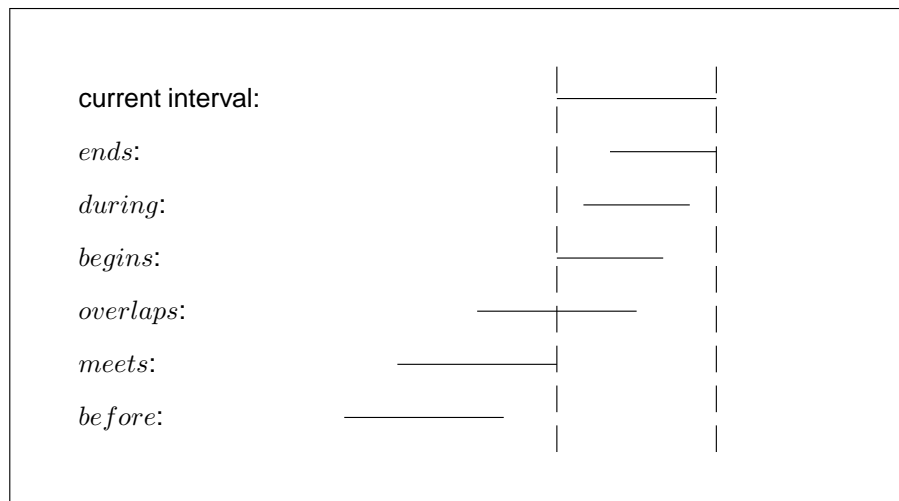 current interval:
ends:
during:
begins:
overlaps:
meets:
before: